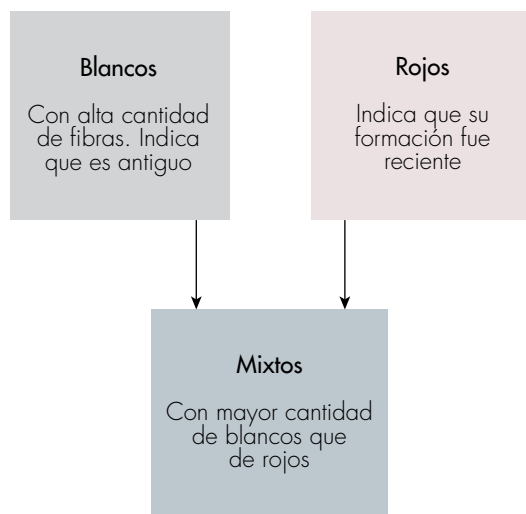 Blancos
Con alta cantidad
de fibras. Indica
que es antiguo
Rojos
Indica que su
formación fue
reciente
Mixtos
Con mayor cantidad
de blancos que
de rojos